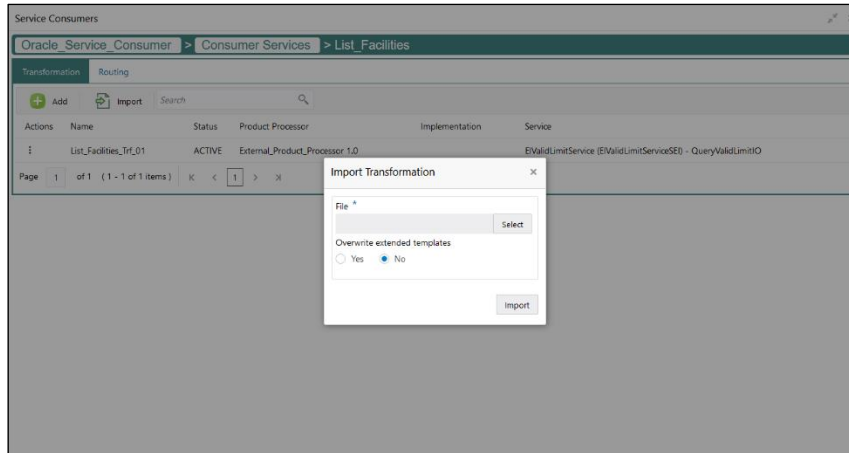 Service Consumers
Oracle_Service_Consumer > Consumer Services > List_Facilities
Transformation Routing
Add Import Search
Actions Name Status Product Processor Implementation Service
List_Facilities_Trf_01 ACTIVE External_Product_Processor 1.0 EIValidLimitService (EIValidLimitServiceSEI) - QueryValidLimitIO
Page 1 of 1 (1 - 1 of 1 items) K < 1 > X
Import Transformation ×
File *
Select
Overwrite extended templates
Yes No
Import